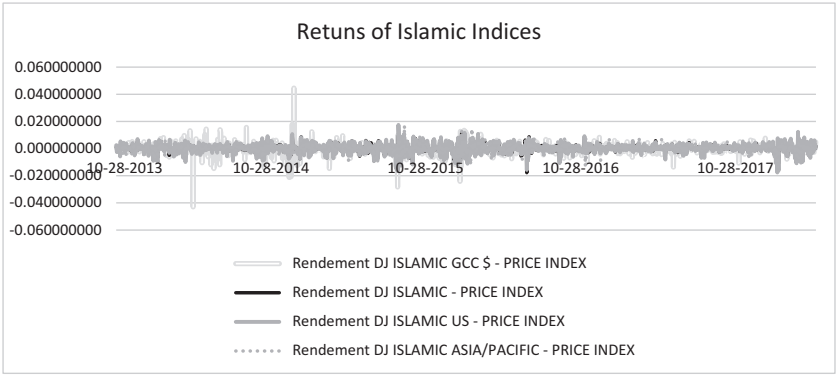 Retuns of Islamic Indices
0.060000000
0.040000000
0.020000000
0.000000000
10-28-2013 10-28-2014 10-28-2015 10-28-2016 10-28-2017
-0.020000000
-0.040000000
-0.060000000
Rendement DJ ISLAMIC GCC $ - PRICE INDEX
Rendement DJ ISLAMIC - PRICE INDEX
Rendement DJ ISLAMIC US - PRICE INDEX
Rendement DJ ISLAMIC ASIA/PACIFIC - PRICE INDEX